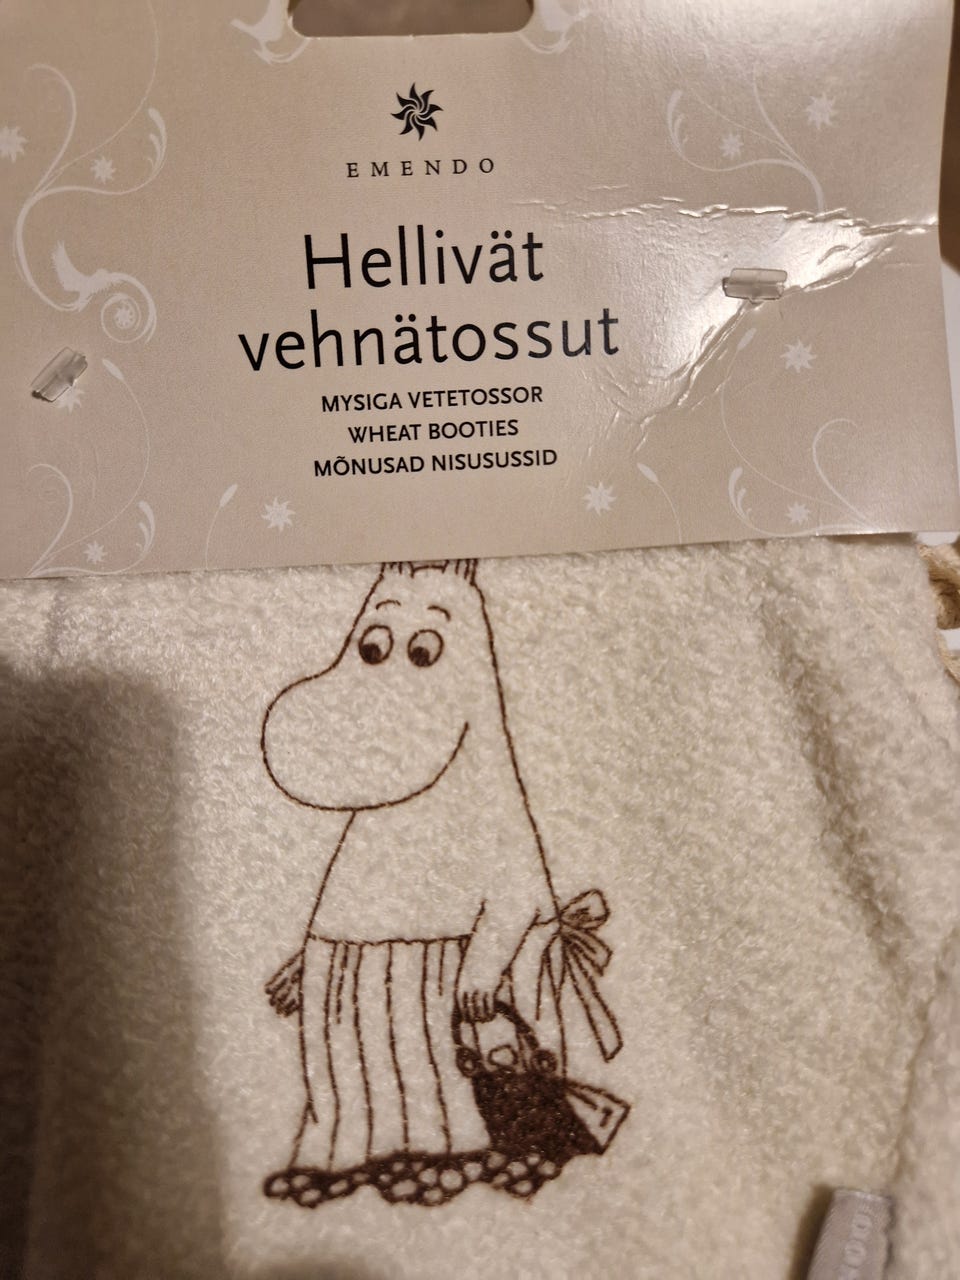 EMENDO
Hellivät
vehnätossut
MYSIGA VETETOSSOR
WHEAT BOOTIES
MÕNUSAD NISUSUSSID